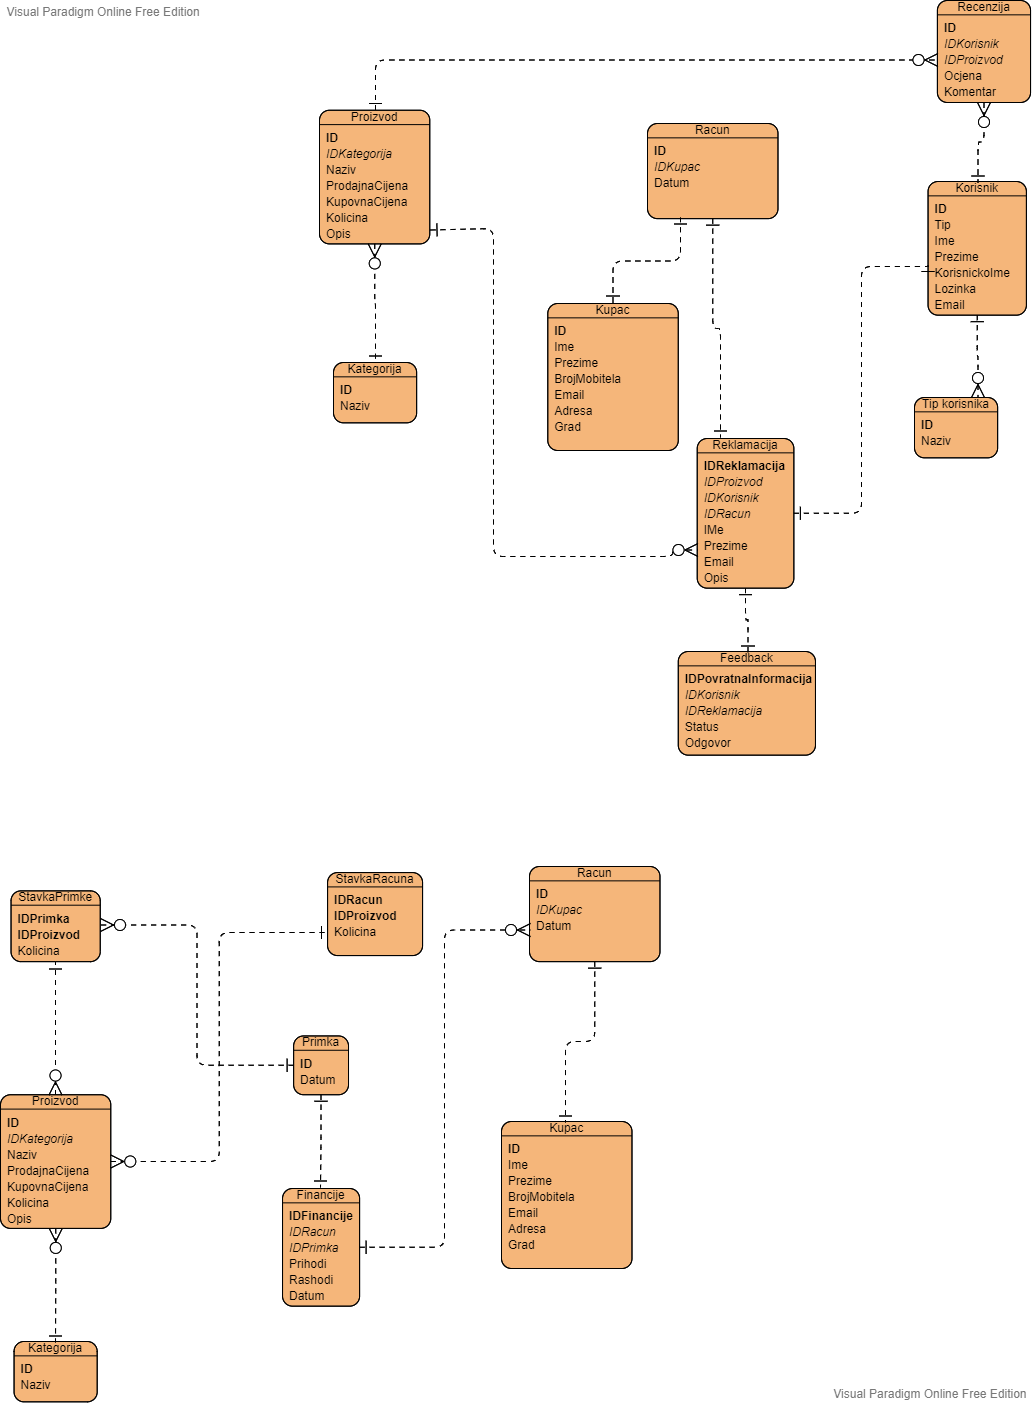 Visual Paradigm Online Free Edition
Recenzija
ID
IDKorisnik
IDProizvod
Ocjena
Komentar
Proizvod
ID
IDKategorija
Naziv
ProdajnaCijena
KupovnaCijena
Kolicina
Opis
Racun
ID
IDKupac
Datum
Korisnik
ID
Tip
Ime
Prezime
KorisnickoIme
Lozinka
Email
Kupac
ID
Ime
Prezime
BrojMobitela
Email
Adresa
Grad
Kategorija
ID
Naziv
Tip korisnika
ID
Naziv
Reklamacija
IDReklamacija
IDProizvod
IDKorisnik
IDRacun
IMe
Prezime
Email
Opis
Feedback
IDPovratnaInformacija
IDKorisnik
IDReklamacija
Status
Odgovor
StavkaPrimke
IDPrimka
IDProizvod
Kolicina
StavkaRacuna
IDRacun
IDProizvod
Kolicina
Racun
ID
IDKupac
Datum
Primka
ID
Datum
Proizvod
ID
IDKategorija
Naziv
ProdajnaCijena
KupovnaCijena
Kolicina
Opis
Kupac
ID
Ime
Prezime
BrojMobitela
Email
Adresa
Grad
Financije
IDFinancije
IDRacun
IDPrimka
Prihodi
Rashodi
Datum
Kategorija
ID
Naziv
Visual Paradigm Online Free Edition